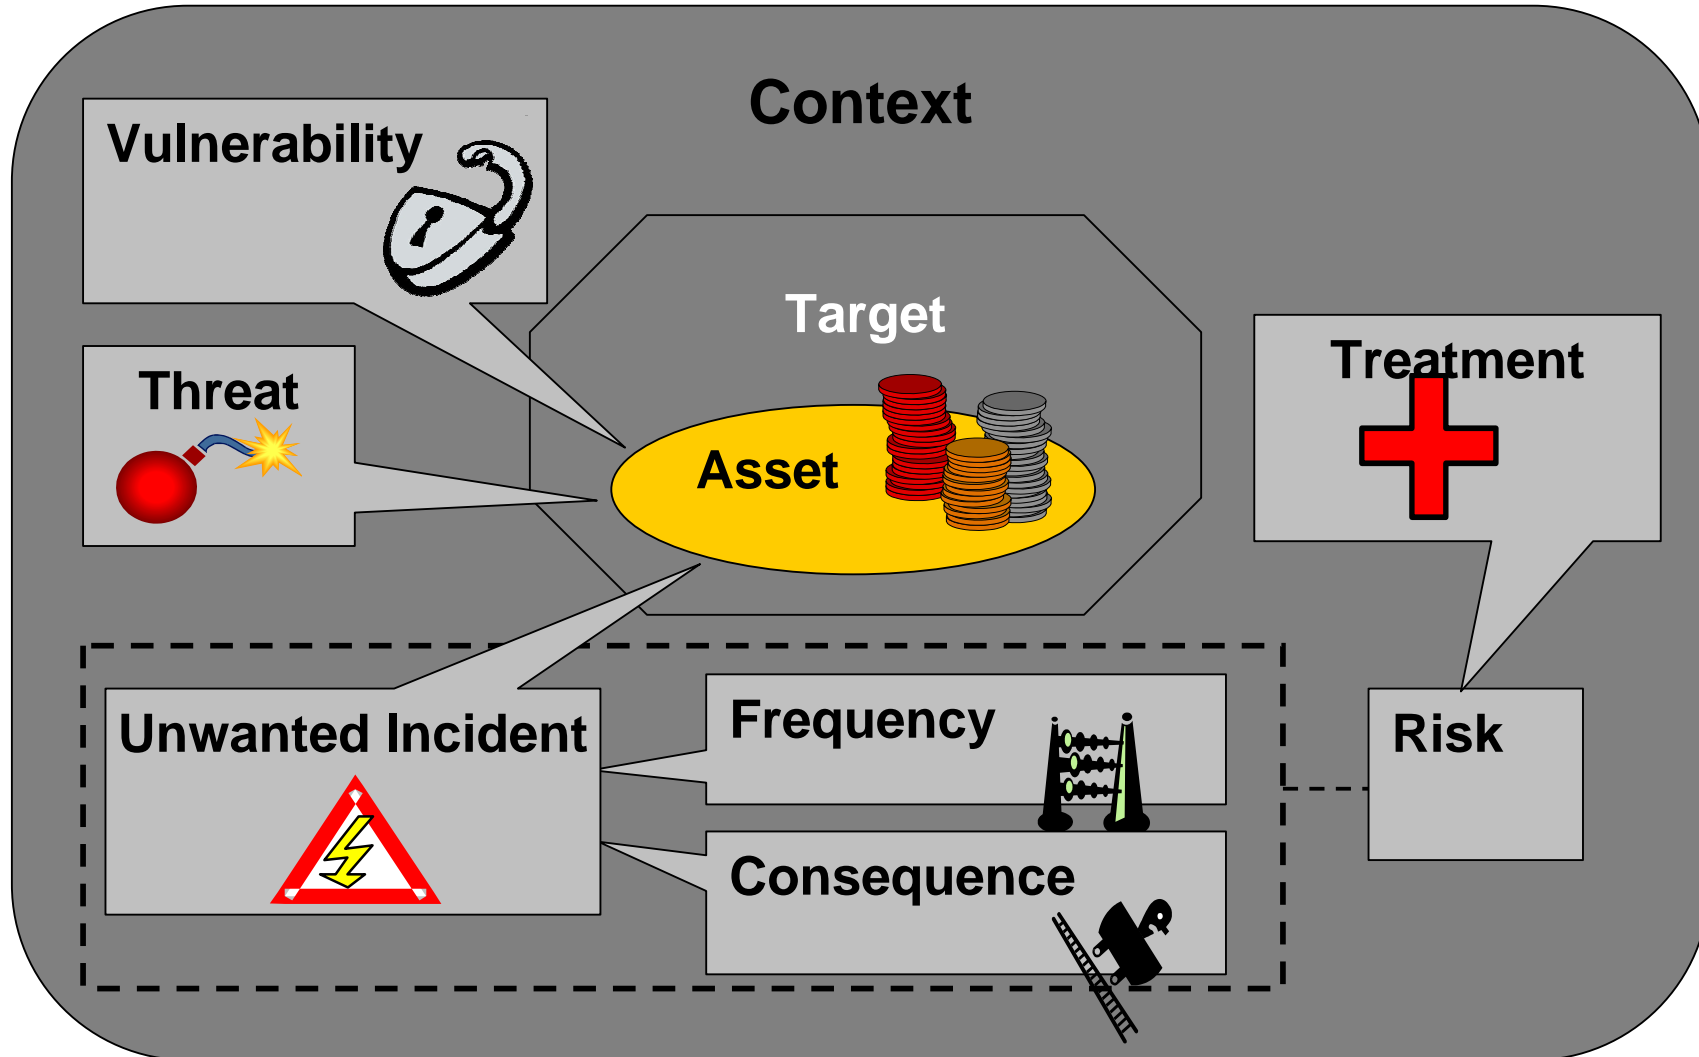 Context
Vulnerability
Target
Threat
Treatment
Asset
Unwanted Incident
Frequency
Risk
Consequence